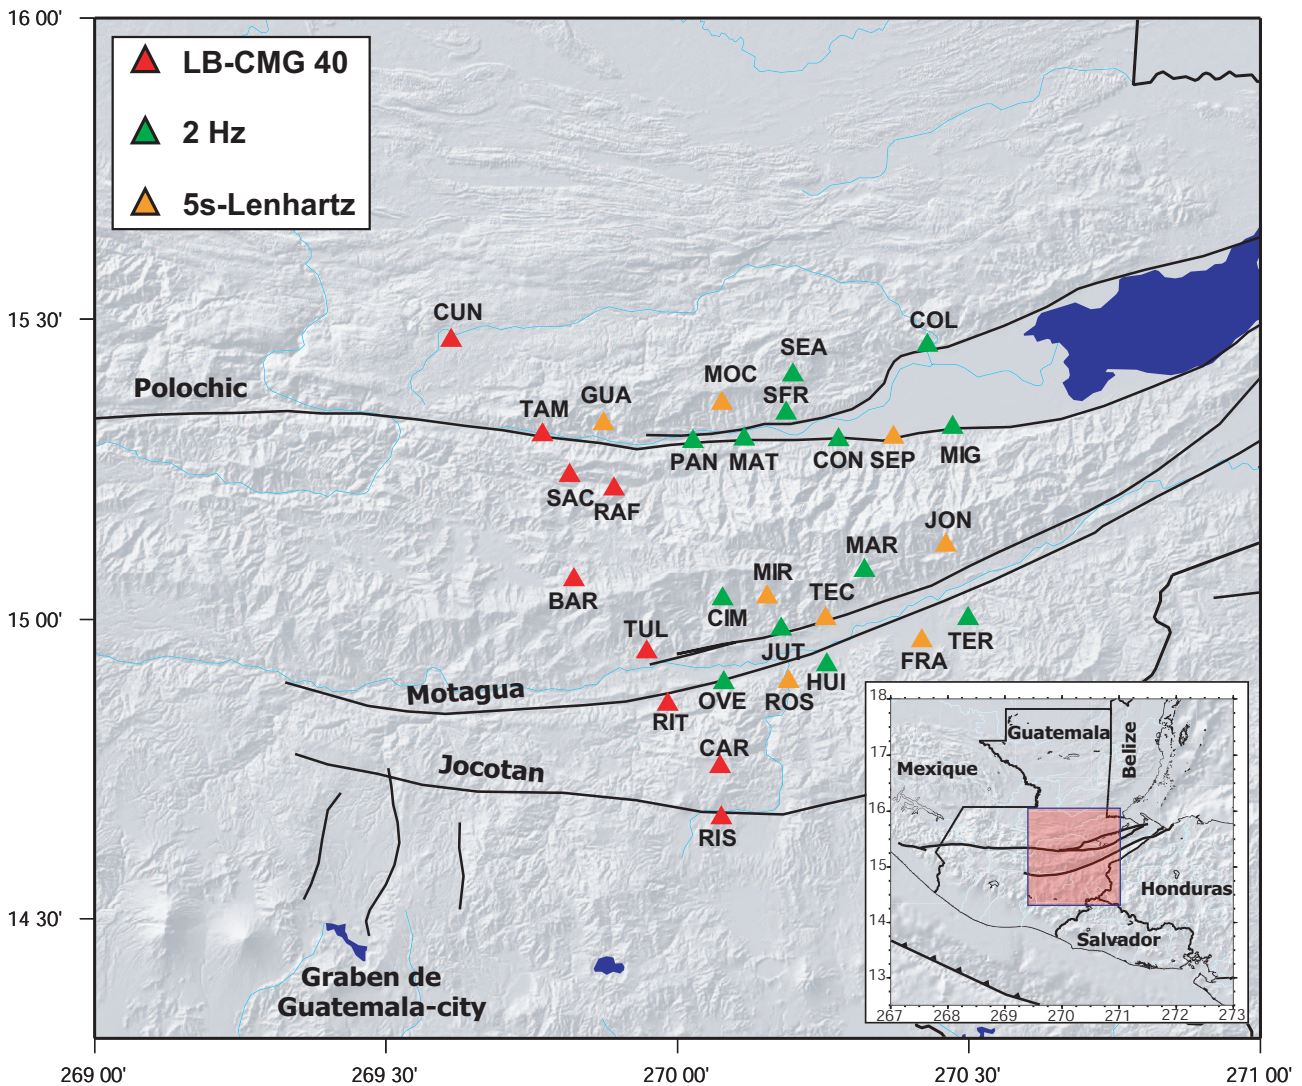 16 00'
LB-CMG 40
2 Hz
5s-Lenhartz
CUN
15 30'
COL
SEA
MOC
SFR
Polochic
GUA
TAM
PAN
MAT
CON
SEP
MIG
SAC
RAF
JON
MAR
MIR
BAR
TEC
CIM
15 00'
TUL
JUT
TER
FRA
HUI
Motagua
OVE
ROS
RIT
CAR
Jocotan
RIS
14 30'
Graben de
Guatemala-city
18
17
16
15
14
13
Guatemala
Belize
Mexique
Honduras
Salvador
267
268
269
270
271
272
273
269 00'
269 30'
270 00'
270 30'
271 00'